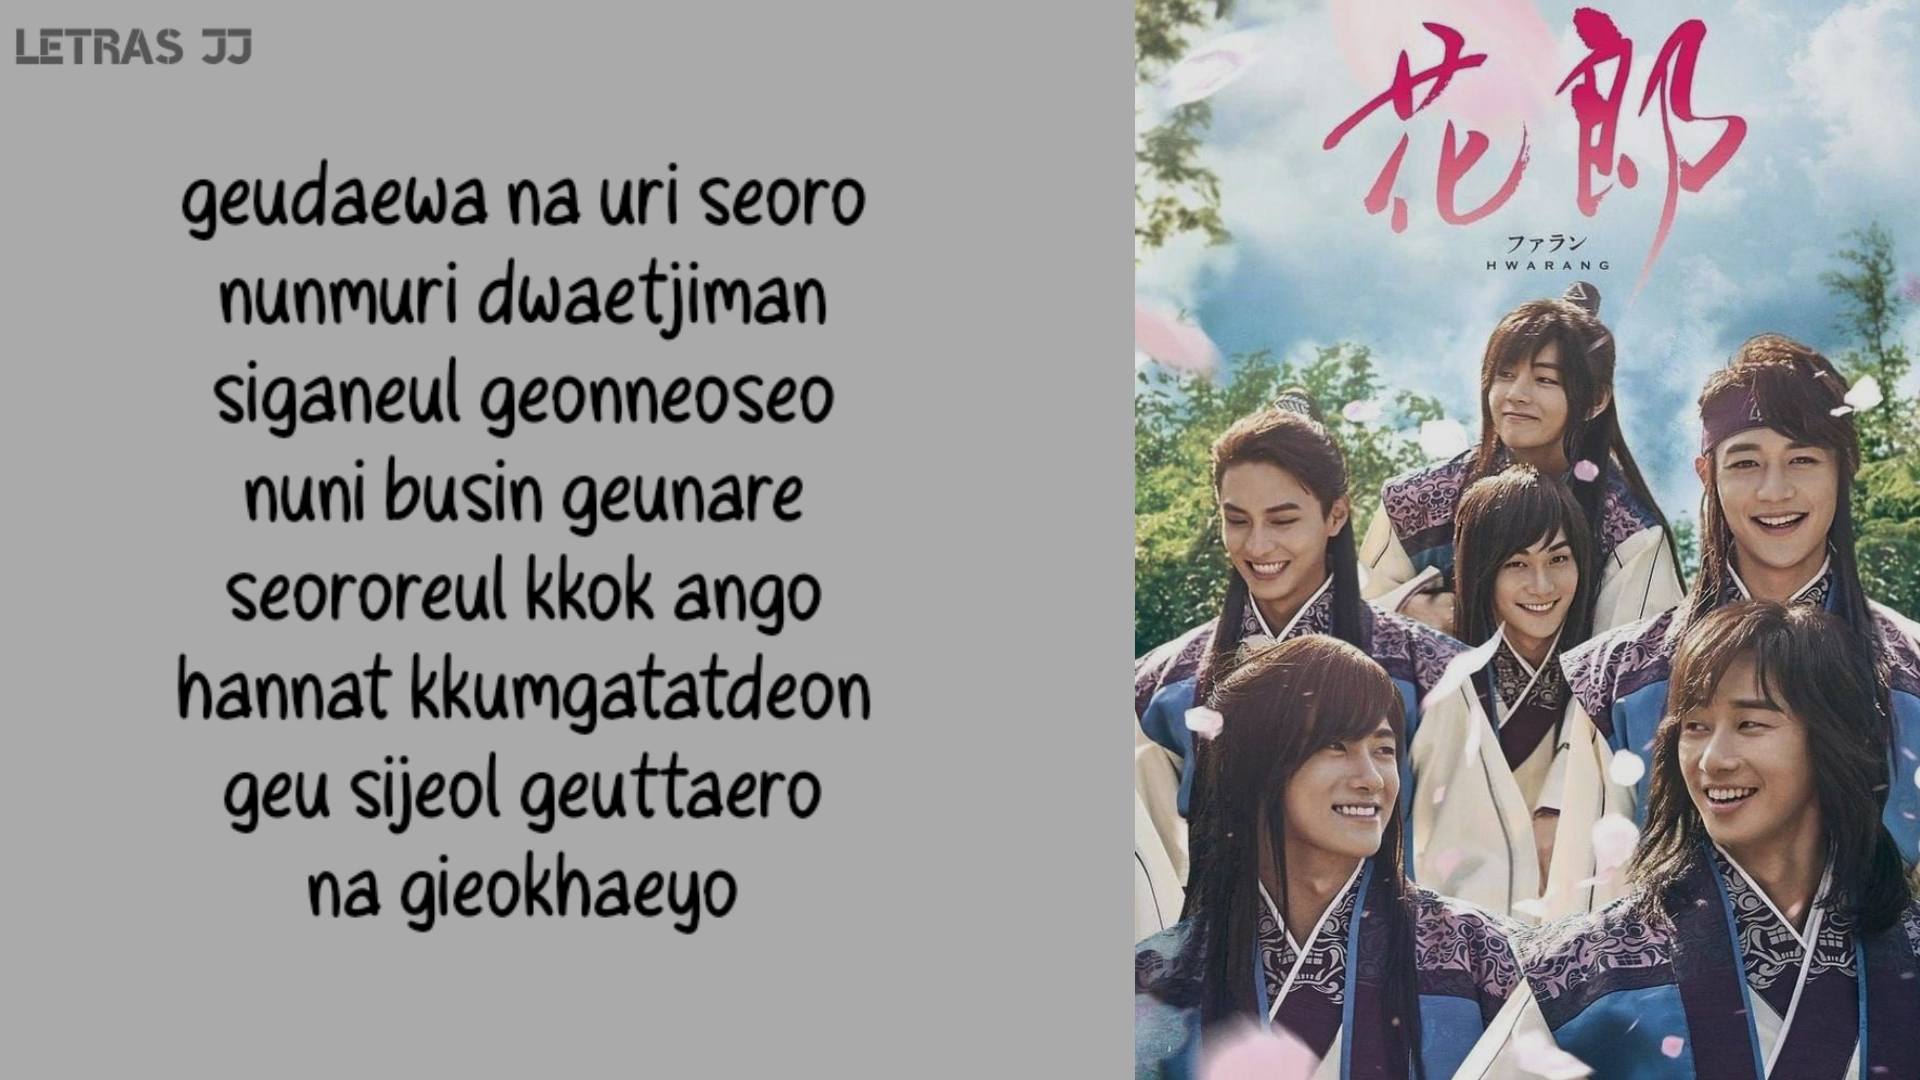 LETRAS JJ
geudaewa na uri seoro
nunmuri dwaetjiman
siganeul geonneoseo
nuni busin geunare
seororeul kkok ango
hannat kkumgatatdeon
geu sijeol geuttaero
na gieokhaeyo
花郎
ファラン
HWARANG